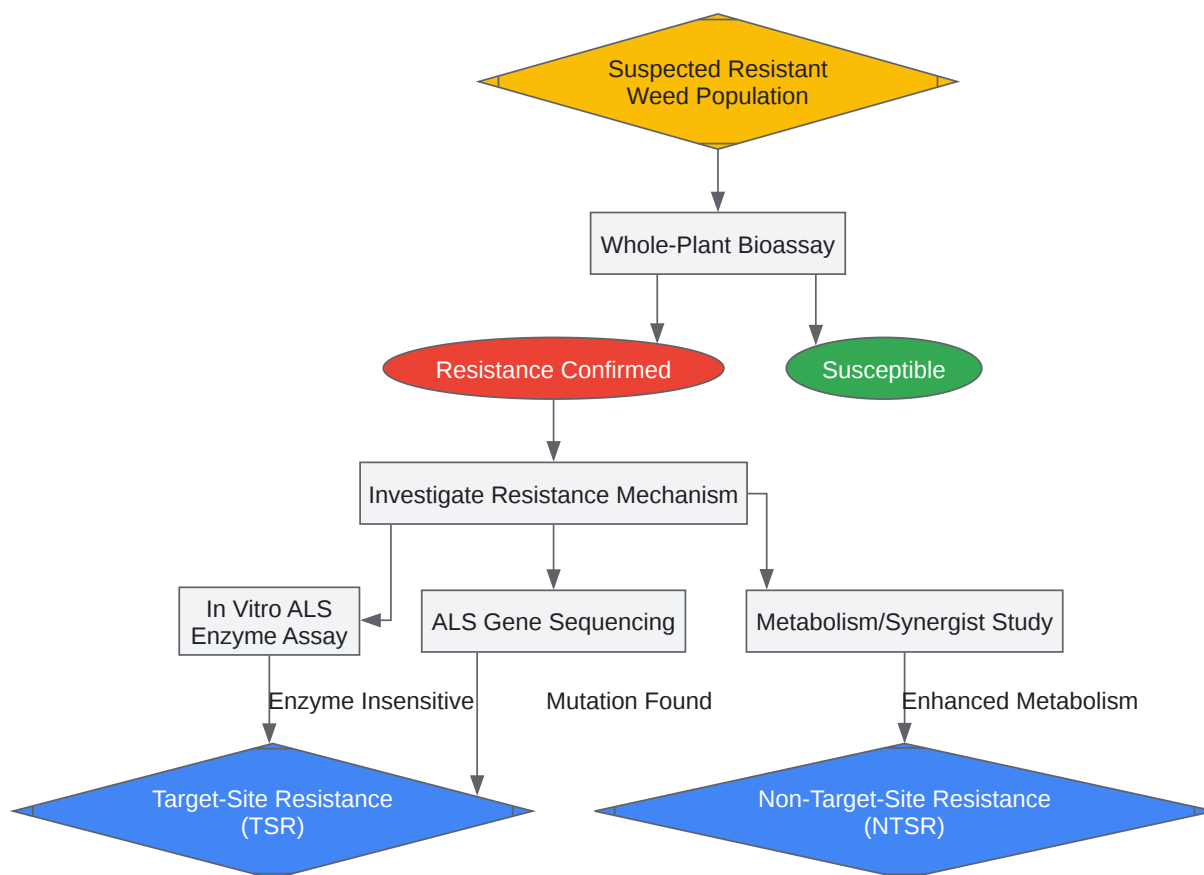 Suspected Resistant
Weed Population
Whole-Plant Bioassay
Resistance Confirmed
Susceptible
Investigate Resistance Mechanism
In Vitro ALS
Enzyme Assay
ALS Gene Sequencing
Metabolism/Synergist Study
Enzyme Insensitive
Mutation Found
Enhanced Metabolism
Target-Site Resistance
(TSR)
Non-Target-Site Resistance
(NTSR)